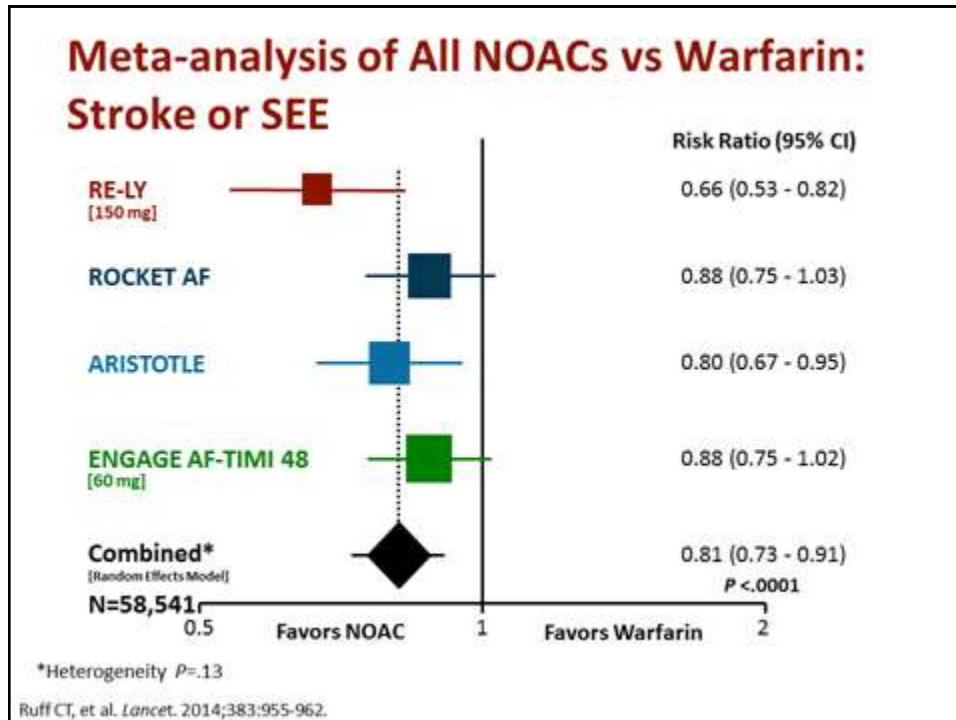 Meta-analysis of All NOACs vs Warfarin:
Stroke or SEE
Risk Ratio (95% CI)
RE-LY
[150 mg]
0.66 (0.53 - 0.82)
ROCKET AF
0.88 (0.75 - 1.03)
ARISTOTLE
0.80 (0.67 - 0.95)
ENGAGE AF-TIMI 48
[60 mg]
0.88 (0.75 - 1.02)
Combined*
[Random Effects Model]
0.81 (0.73 - 0.91)
P <.0001
N=58,541
0.5
Favors NOAC
1
Favors Warfarin
2
*Heterogeneity P=.13
Ruff CT, et al. Lancet. 2014;383:955-962.